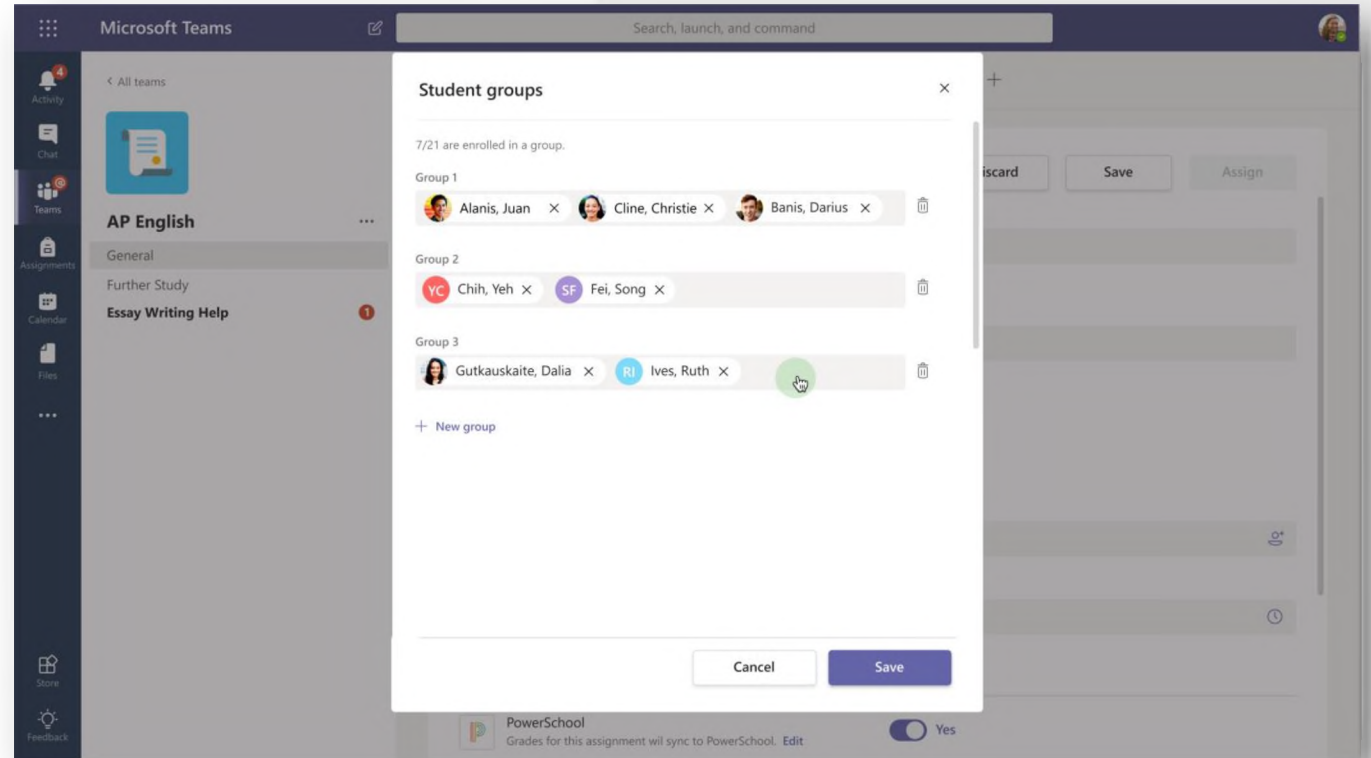 Microsoft Teams
Search, launch, and command
4
Activity
Chat
@
Teams
Assignments
Calendar
Files
Store
Feedback
< All teams
AP English
General
Further Study
Essay Writing Help
1
Student groups
7/21 are enrolled in a group.
Group 1
Alanis, Juan
Cline, Christie
Banis, Darius
Group 2
YC Chih, Yeh
SF Fei, Song
Group 3
Gutkauskaite, Dalia
RI Ives, Ruth
+ New group
Cancel
Save
iscard
Save
Assign
PowerSchool
Grades for this assignment wil sync to PowerSchool. Edit
Yes